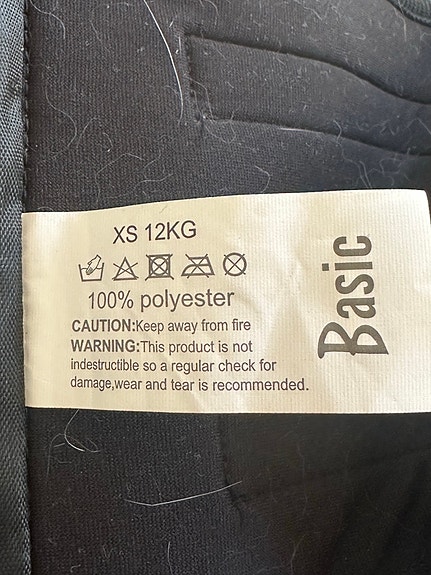 XS 12KG
100% polyester
CAUTION:Keep away from fire
WARNING:This product is not
indestructible so a regular check for
damage,wear and tear is recommended.
Basic